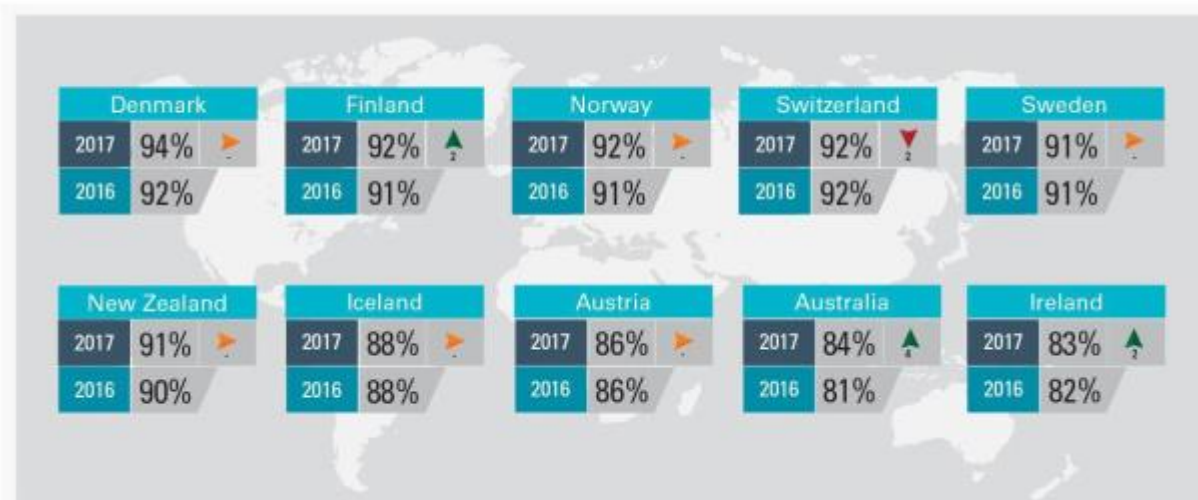 Denmark
2017 94% -
2016 92%
Finland
2017 92% 2
2016 91%
Norway
2017 92% -
2016 91%
Switzerland
2017 92% 2
2016 92%
Sweden
2017 91% -
2016 91%
New Zealand
2017 91% -
2016 90%
Iceland
2017 88% -
2016 88%
Austria
2017 86% -
2016 86%
Australia
2017 84% 4
2016 81%
Ireland
2017 83% 2
2016 82%